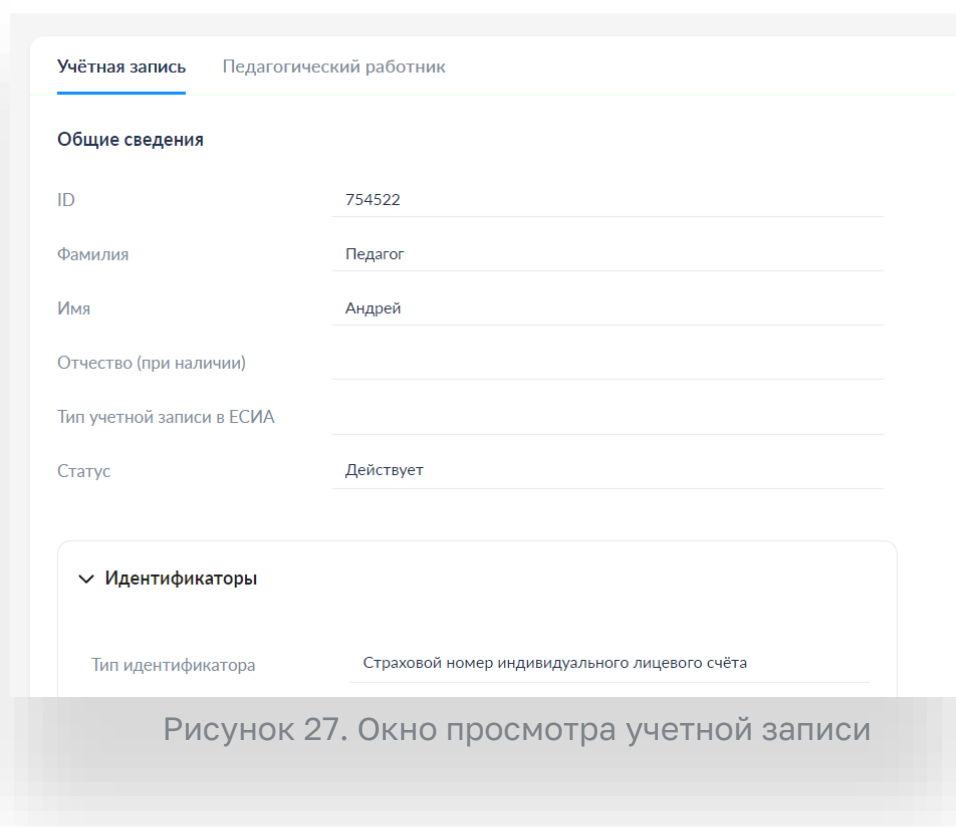 Учётная запись Педагогический работник
Общие сведения
ID 754522
Фамилия Педагог
Имя Андрей
Отчество (при наличии)
Тип учетной записи в ЕСИА
Статус Действует
Идентификаторы
Тип идентификатора Страховой номер индивидуального лицевого счёта
Рисунок 27. Окно просмотра учетной записи